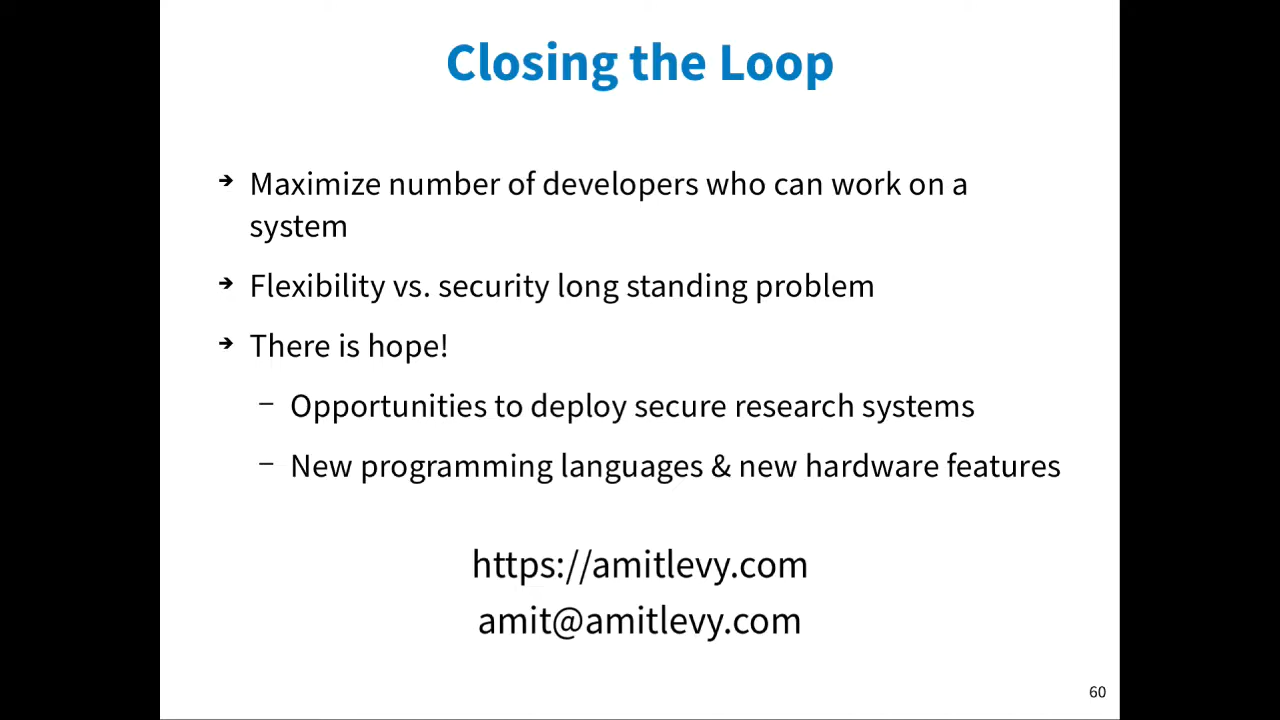 Closing the Loop
➔ Maximize number of developers who can work on a
system
➔ Flexibility vs. security long standing problem
➔ There is hope!
– Opportunities to deploy secure research systems
– New programming languages & new hardware features
https://amitlevy.com
amit@amitlevy.com
60